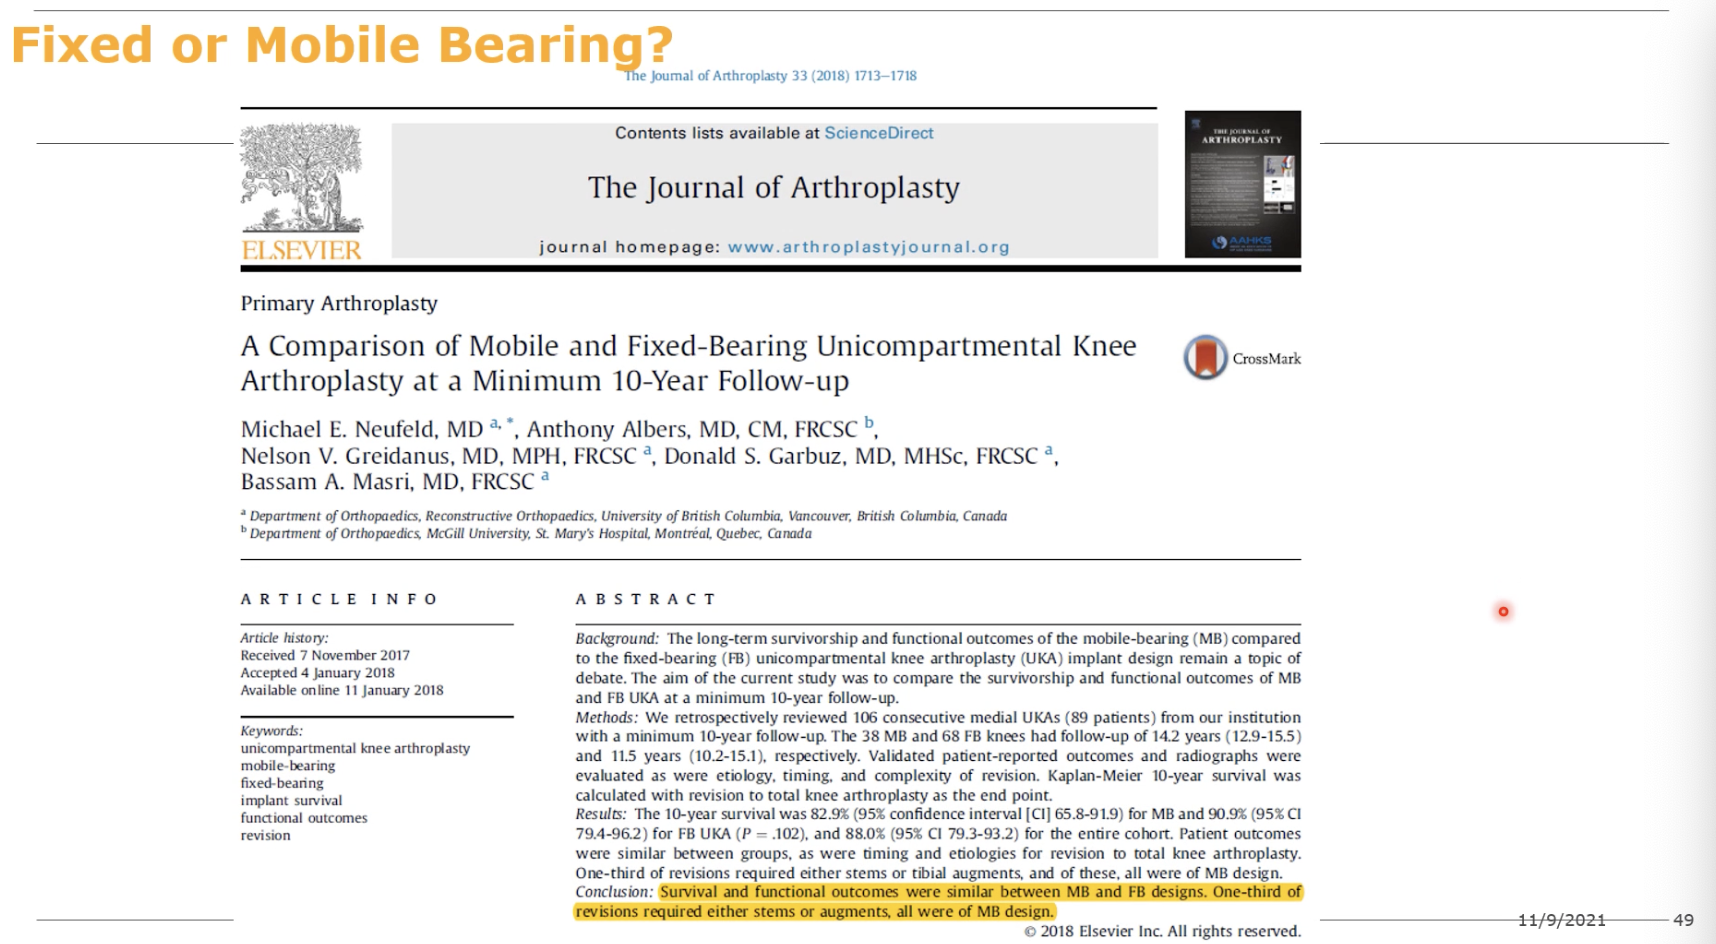 Fixed or Mobile Bearing?
The Journal of Arthroplasty 33 (2018) 1713–1718
Contents lists available at ScienceDirect
The Journal of Arthroplasty
journal homepage: www.arthroplastyjournal.org
ELSEVIER
THE JOURNAL OF
ARTHROPLASTY
AAHKS
Primary Arthroplasty
A Comparison of Mobile and Fixed-Bearing Unicompartmental Knee
Arthroplasty at a Minimum 10-Year Follow-up
CrossMark
Michael E. Neufeld, MD a, *, Anthony Albers, MD, CM, FRCSC b,
Nelson V. Greidanus, MD, MPH, FRCSC a, Donald S. Garbuz, MD, MHSc, FRCSC a,
Bassam A. Masri, MD, FRCSC a
a Department of Orthopaedics, Reconstructive Orthopaedics, University of British Columbia, Vancouver, British Columbia, Canada
b Department of Orthopaedics, McGill University, St. Mary's Hospital, Montréal, Quebec, Canada
ARTICLE INFO
Article history:
Received 7 November 2017
Accepted 4 January 2018
Available online 11 January 2018
Keywords:
unicompartmental knee arthroplasty
mobile-bearing
fixed-bearing
implant survival
functional outcomes
revision
ABSTRACT
Background: The long-term survivorship and functional outcomes of the mobile-bearing (MB) compared
to the fixed-bearing (FB) unicompartmental knee arthroplasty (UKA) implant design remain a topic of
debate. The aim of the current study was to compare the survivorship and functional outcomes of MB
and FB UKA at a minimum 10-year follow-up.
Methods: We retrospectively reviewed 106 consecutive medial UKAs (89 patients) from our institution
with a minimum 10-year follow-up. The 38 MB and 68 FB knees had follow-up of 14.2 years (12.9-15.5)
and 11.5 years (10.2-15.1), respectively. Validated patient-reported outcomes and radiographs were
evaluated as were etiology, timing, and complexity of revision. Kaplan-Meier 10-year survival was
calculated with revision to total knee arthroplasty as the end point.
Results: The 10-year survival was 82.9% (95% confidence interval [CI] 65.8-91.9) for MB and 90.9% (95% CI
79.4-96.2) for FB UKA (P = .102), and 88.0% (95% CI 79.3-93.2) for the entire cohort. Patient outcomes
were similar between groups, as were timing and etiologies for revision to total knee arthroplasty.
One-third of revisions required either stems or tibial augments, and of these, all were of MB design.
Conclusion: Survival and functional outcomes were similar between MB and FB designs. One-third of
revisions required either stems or augments, all were of MB design.
© 2018 Elsevier Inc. All rights reserved.
11/9/2021
49